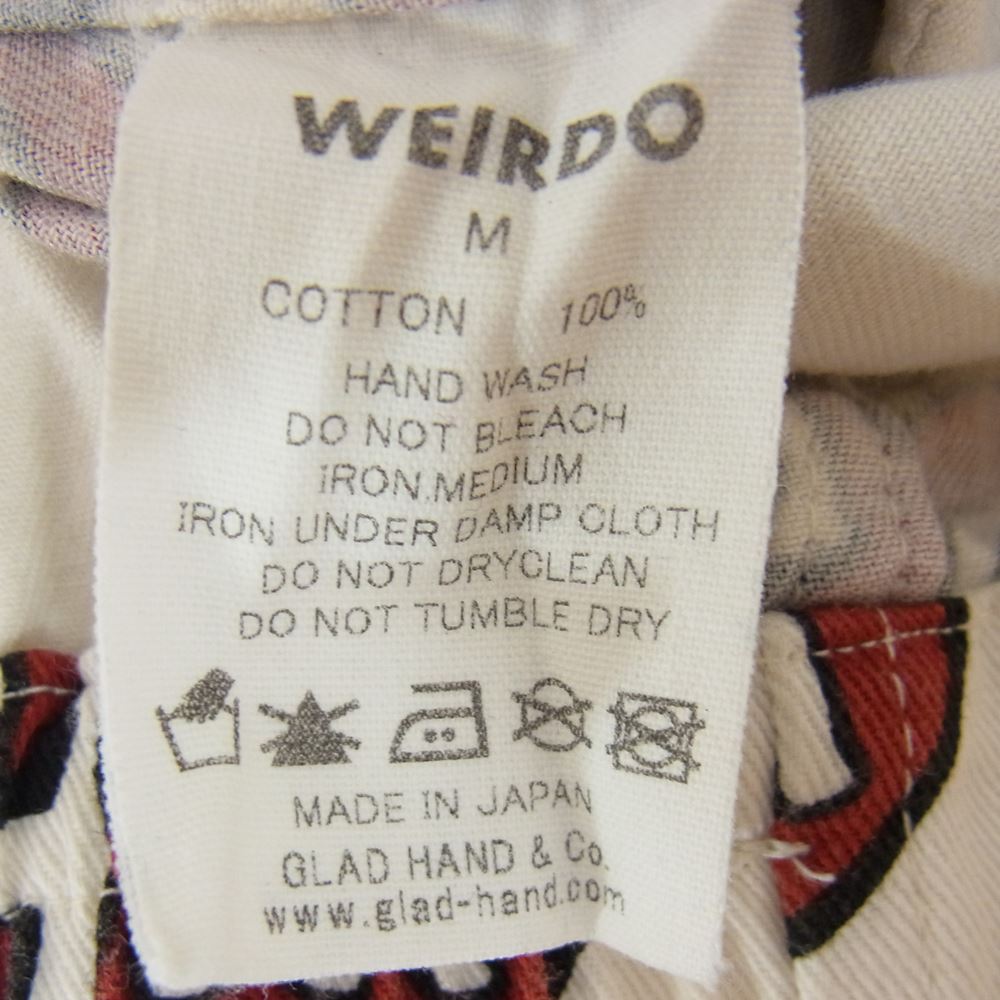 WEIRDO
M
COTTON 100%
HAND WASH
DO NOT BLEACH
IRON.MEDIUM
IRON UNDER DAMP CLOTH
DO NOT DRYCLEAN
DO NOT TUMBLE DRY
MADE IN JAPAN
GLAD HAND & Co.
www.glad-hand.com